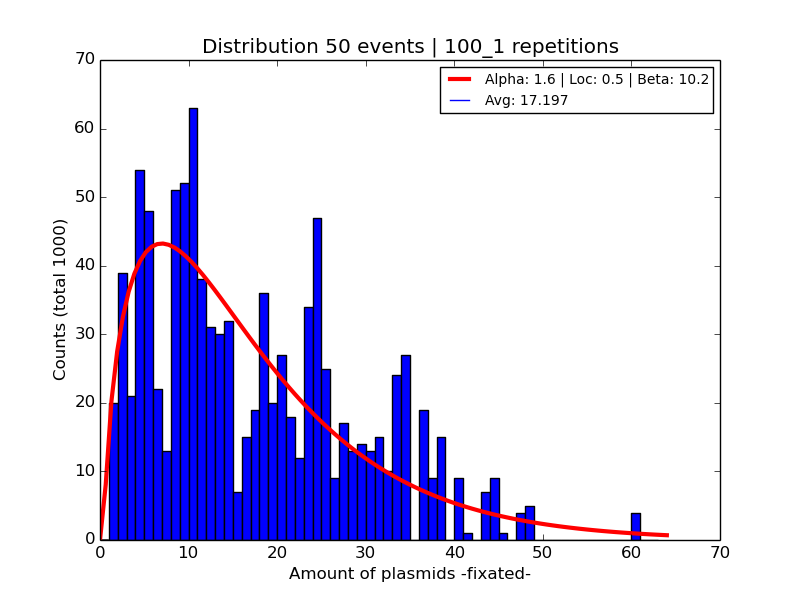 Distribution 50 events | 100_1 repetitions
Alpha: 1.6 | Loc: 0.5 | Beta: 10.2
Avg: 17.197
Counts (total 1000)
70
60
50
40
30
20
10
0
0 10 20 30 40 50 60 70
Amount of plasmids -fixated-